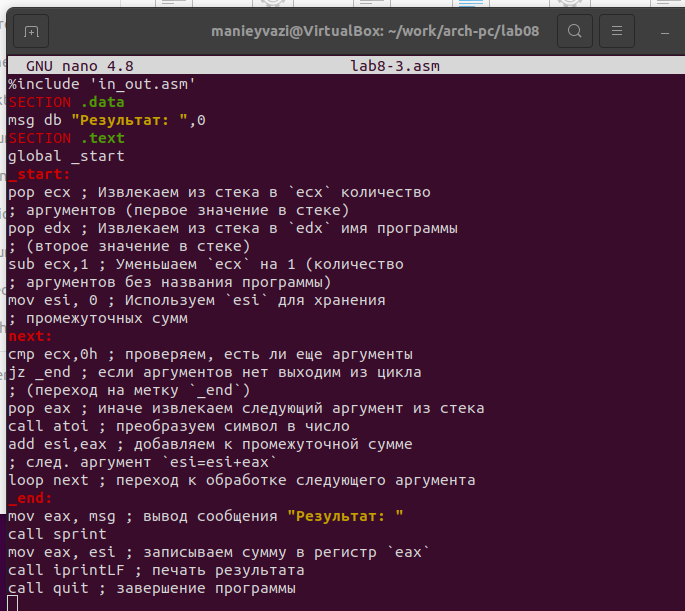 manieyvazi@VirtualBox: ~/work/arch-pc/lab08
GNU nano 4.8 lab8-3.asm
%include 'in_out.asm'
SECTION .data
msg db "Результат: ",0
SECTION .text
global _start
_start:
pop ecx ; Извлекаем из стека в `ecx` количество
; аргументов (первое значение в стеке)
pop edx ; Извлекаем из стека в `edx` имя программы
; (второе значение в стеке)
sub ecx,1 ; Уменьшаем `ecx` на 1 (количество
; аргументов без названия программы)
mov esi, 0 ; Используем `esi` для хранения
; промежуточных сумм
next:
cmp ecx,0h ; проверяем, есть ли еще аргументы
jz _end ; если аргументов нет выходим из цикла
; (переход на метку `_end`)
pop eax ; иначе извлекаем следующий аргумент из стека
call atoi ; преобразуем символ в число
add esi,eax ; добавляем к промежуточной сумме
; след. аргумент `esi=esi+eax`
loop next ; переход к обработке следующего аргумента
_end:
mov eax, msg ; вывод сообщения "Результат: "
call sprint
mov eax, esi ; записываем сумму в регистр `eax`
call iprintLF ; печать результата
call quit ; завершение программы